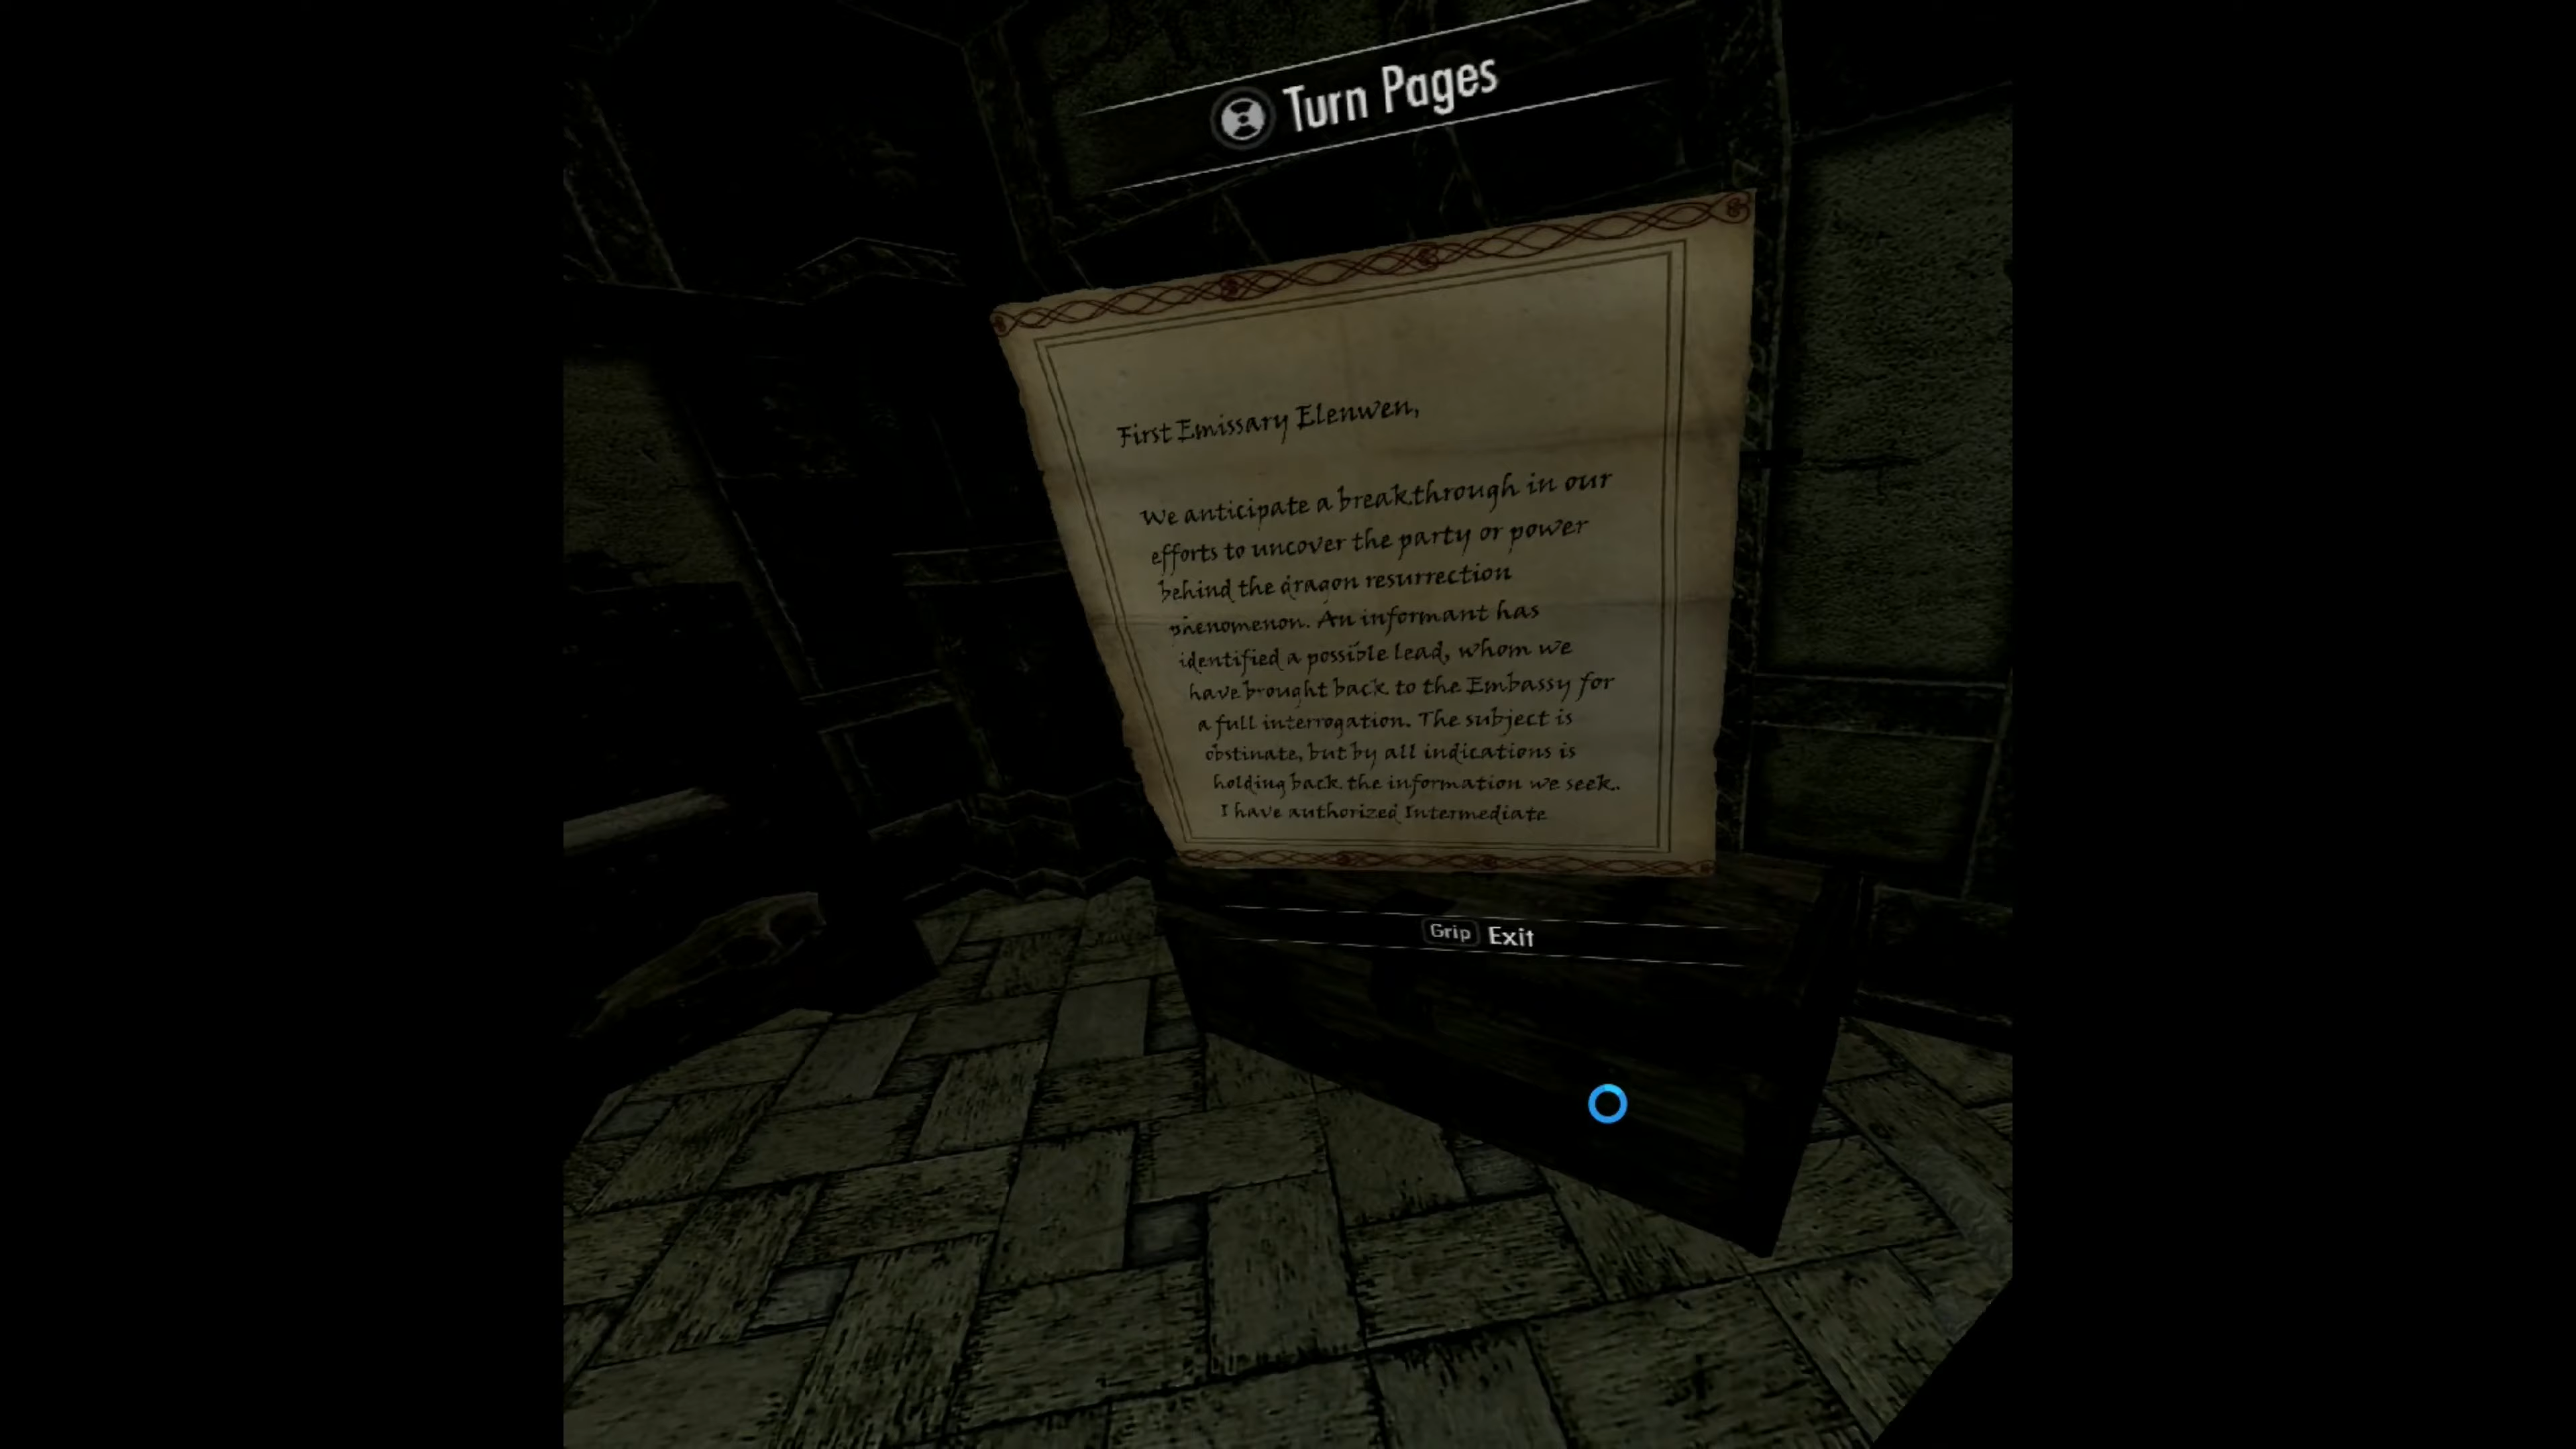 Turn Pages
First Emissary Elenwen,
We anticipate a breakthrough in our
efforts to uncover the party or power
behind the dragon resurrection
phenomenon. An informant has
identified a possible lead, whom we
have brought back to the Embassy for
a full interrogation. The subject is
obstinate, but by all indications is
holding back the information we seek.
I have authorized Intermediate
Grip Exit